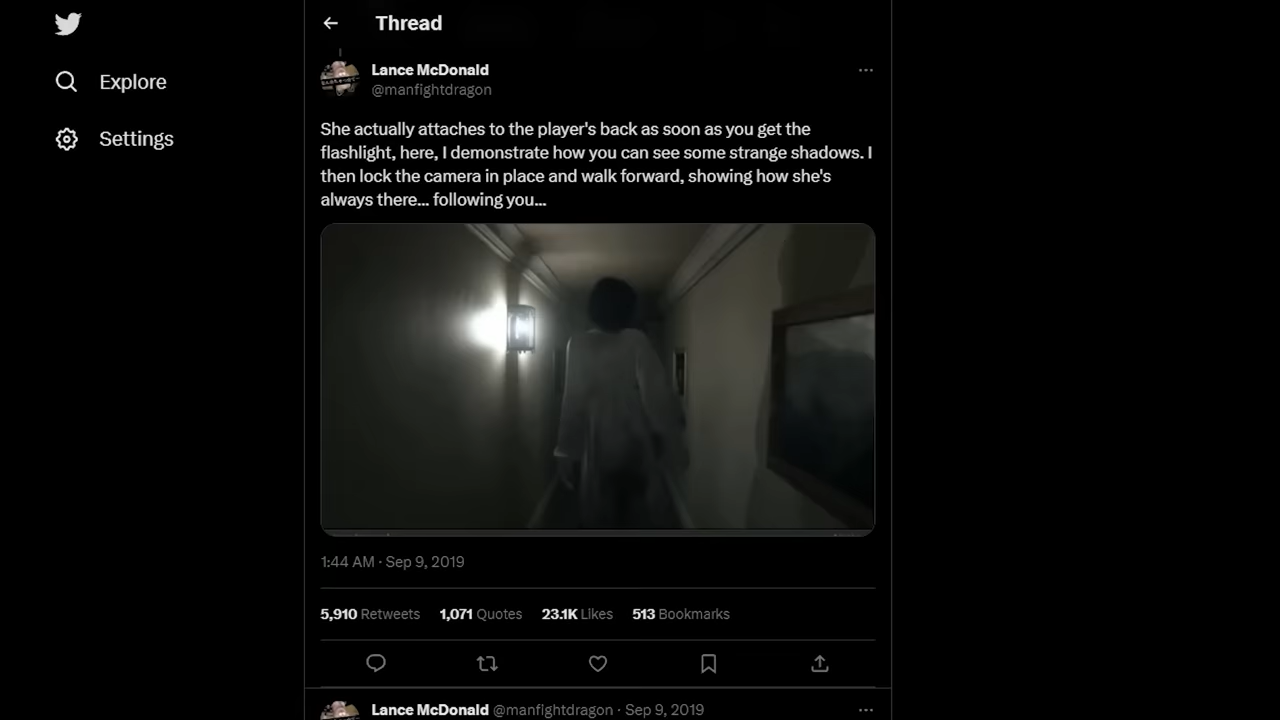 Thread
Explore
Settings
Lance McDonald
@manfightdragon
She actually attaches to the player's back as soon as you get the
flashlight, here, I demonstrate how you can see some strange shadows. I
then lock the camera in place and walk forward, showing how she's
always there... following you...
1:44 AM · Sep 9, 2019
5,910 Retweets 1,071 Quotes 23.1K Likes 513 Bookmarks
Lance McDonald @manfightdragon · Sep 9, 2019